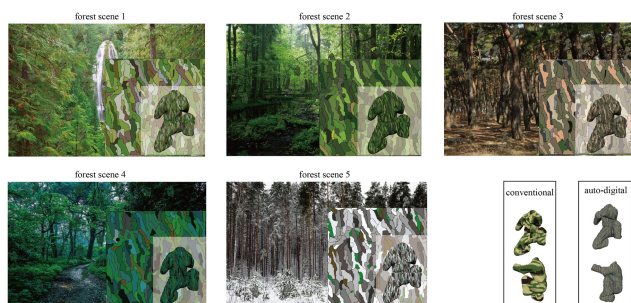 forest scene 1
forest scene 2
forest scene 3
forest scene 4
forest scene 5
conventional
auto-digital